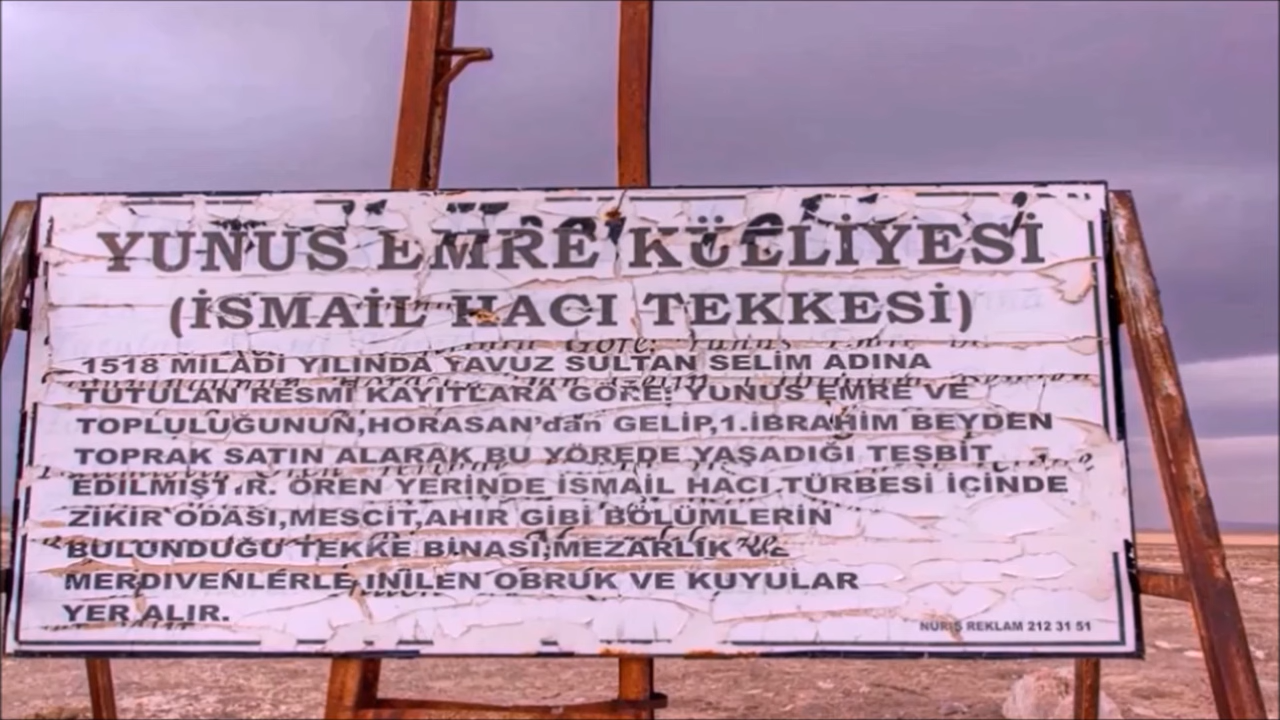 YUNUS EMRE KÜLLİYESİ
(İSMAİL HACI TEKKESİ)
1518 MİLADİ YILINDA YAVUZ SULTAN SELİM ADINA
TUTULAN RESMİ KAYITLARA GÖRE; YUNUS EMRE VE
TOPLULUĞUNUN,HORASAN'dan GELİP,1.İBRAHİM BEYDEN
TOPRAK SATIN ALARAK BU YÖREDE YAŞADIĞI TESBİT
EDİLMİŞTİR. ÖREN YERİNDE İSMAİL HACI TÜRBESİ İÇİNDE
ZİKİR ODASI,MESCİT,AHIR GİBİ BÖLÜMLERİN
BULUNDUĞU TEKKE BİNASI,MEZARLIK VE
MERDİVENLERLE İNİLEN OBRUK VE KUYULAR
YER ALIR.
NURİŞ REKLAM 212 31 51